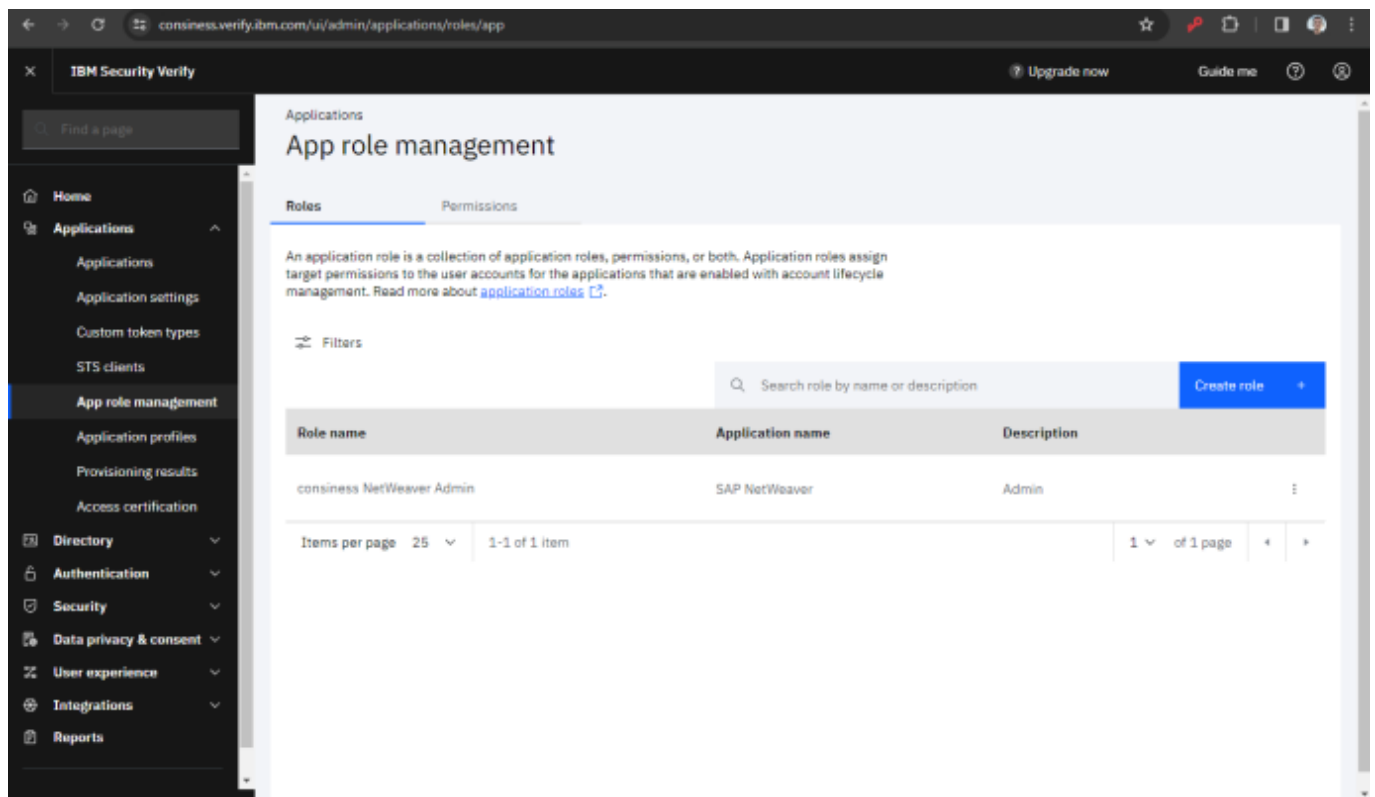 consiness.verify.ibm.com/ui/admin/applications/roles/app
IBM Security Verify
Upgrade now
Guide me
Find a page
Home
Applications
Applications
Application settings
Custom token types
STS clients
App role management
Application profiles
Provisioning results
Access certification
Directory
Authentication
Security
Data privacy & consent
User experience
Integrations
Reports
Applications
App role management
Roles Permissions
An application role is a collection of application roles, permissions, or both. Application roles assign
target permissions to the user accounts for the applications that are enabled with account lifecycle
management. Read more about application roles.
Filters
Search role by name or description
Create role +
Role name Application name Description
consiness NetWeaver Admin SAP NetWeaver Admin
Items per page 25 1-1 of 1 item 1 of 1 page